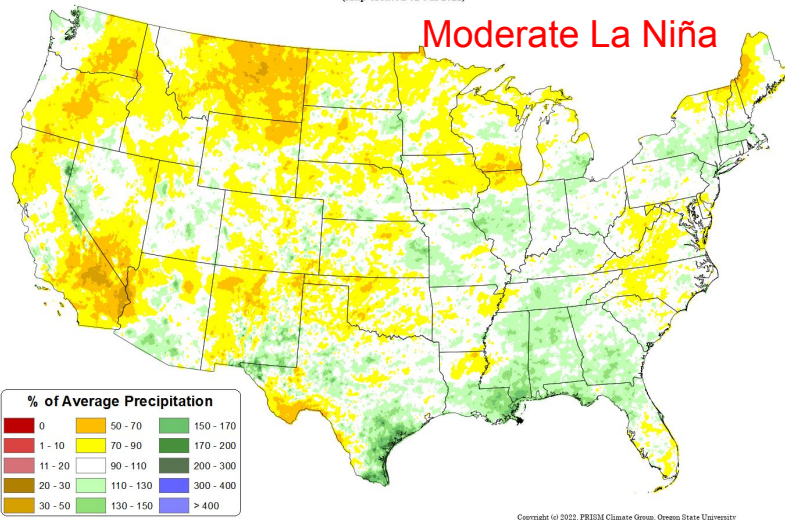 Moderate La Niña
% of Average Precipitation
0
1 - 10
11 - 20
20 - 30
30 - 50
50 - 70
70 - 90
90 - 110
110 - 130
130 - 150
150 - 170
170 - 200
200 - 300
300 - 400
> 400
Copyright (c) 2022, PRISM Climate Group, Oregon State University